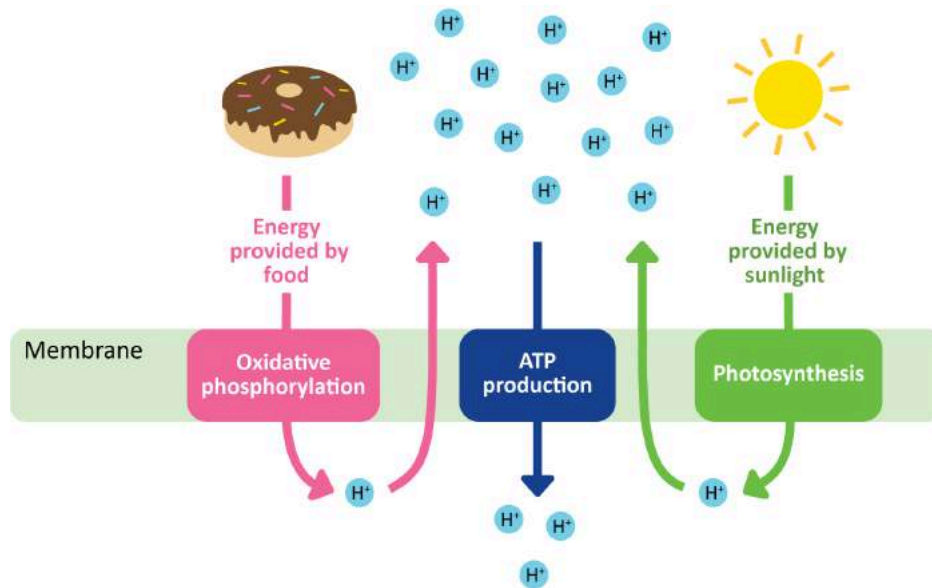 H⁺
H⁺
H⁺
H⁺
H⁺
H⁺
H⁺
H⁺
H⁺
H⁺
H⁺
H⁺
H⁺
H⁺
Energy
provided by
food
Energy
provided by
sunlight
Membrane
Oxidative
phosphorylation
ATP
production
Photosynthesis
H⁺
H⁺
H⁺
H⁺
H⁺